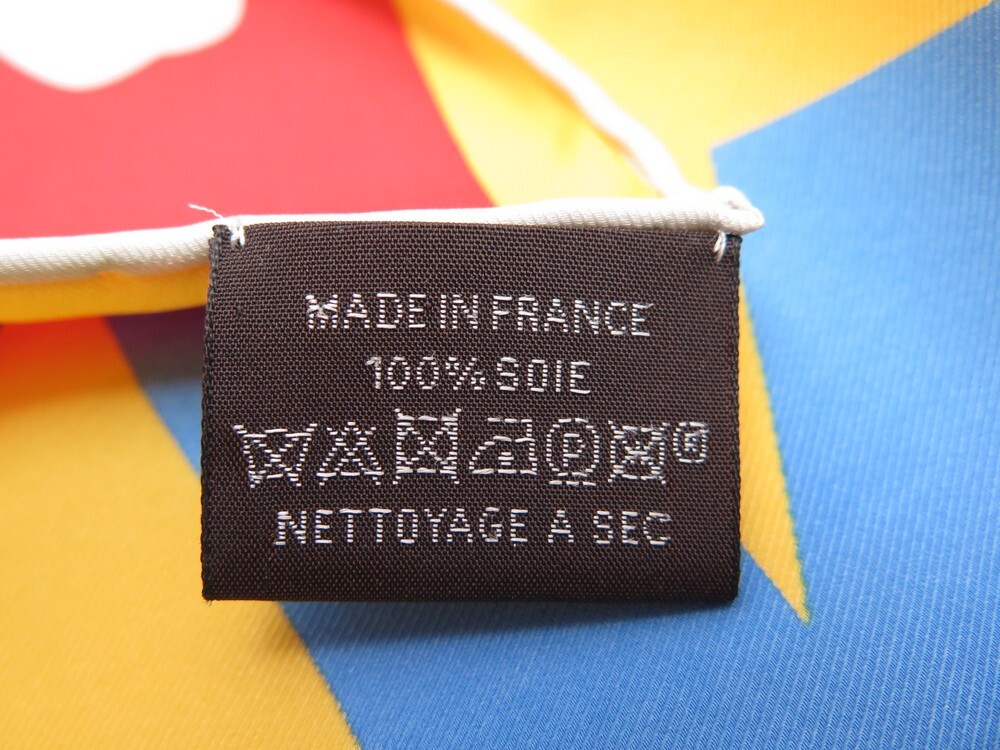 MADE IN FRANCE
100% SOIE
P
NETTOYAGE A SEC